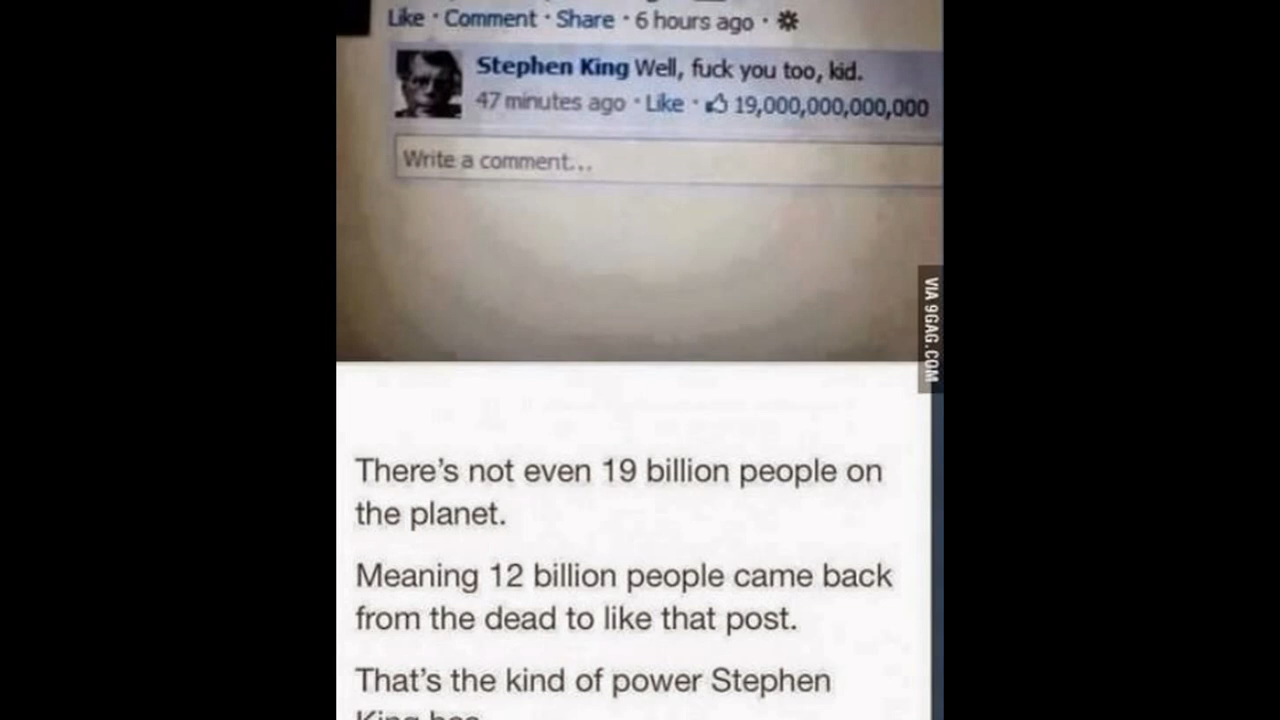 Like · Comment · Share · 6 hours ago ·
Stephen King Well, fuck you too, kid.
47 minutes ago · Like · 19,000,000,000,000
Write a comment...
VIA 9GAG.COM
There's not even 19 billion people on
the planet.
Meaning 12 billion people came back
from the dead to like that post.
That's the kind of power Stephen